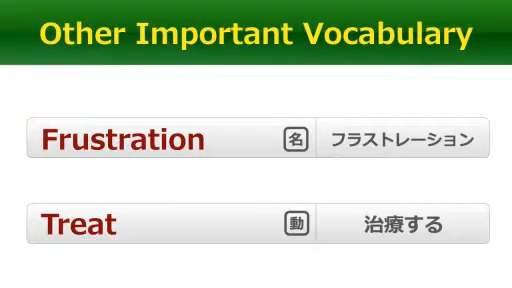 Other Important Vocabulary
Frustration 名 フラストレーション
Treat 動 治療する